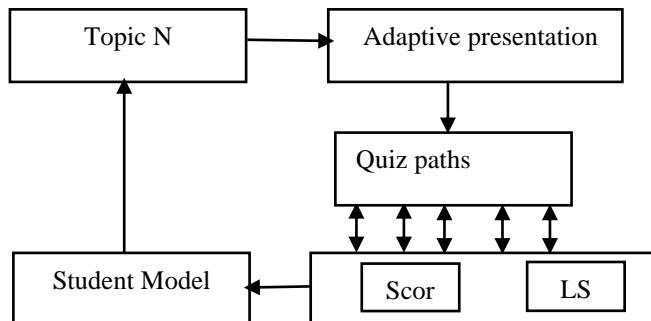 Topic N
Adaptive presentation
Quiz paths
Student Model
Scor
LS